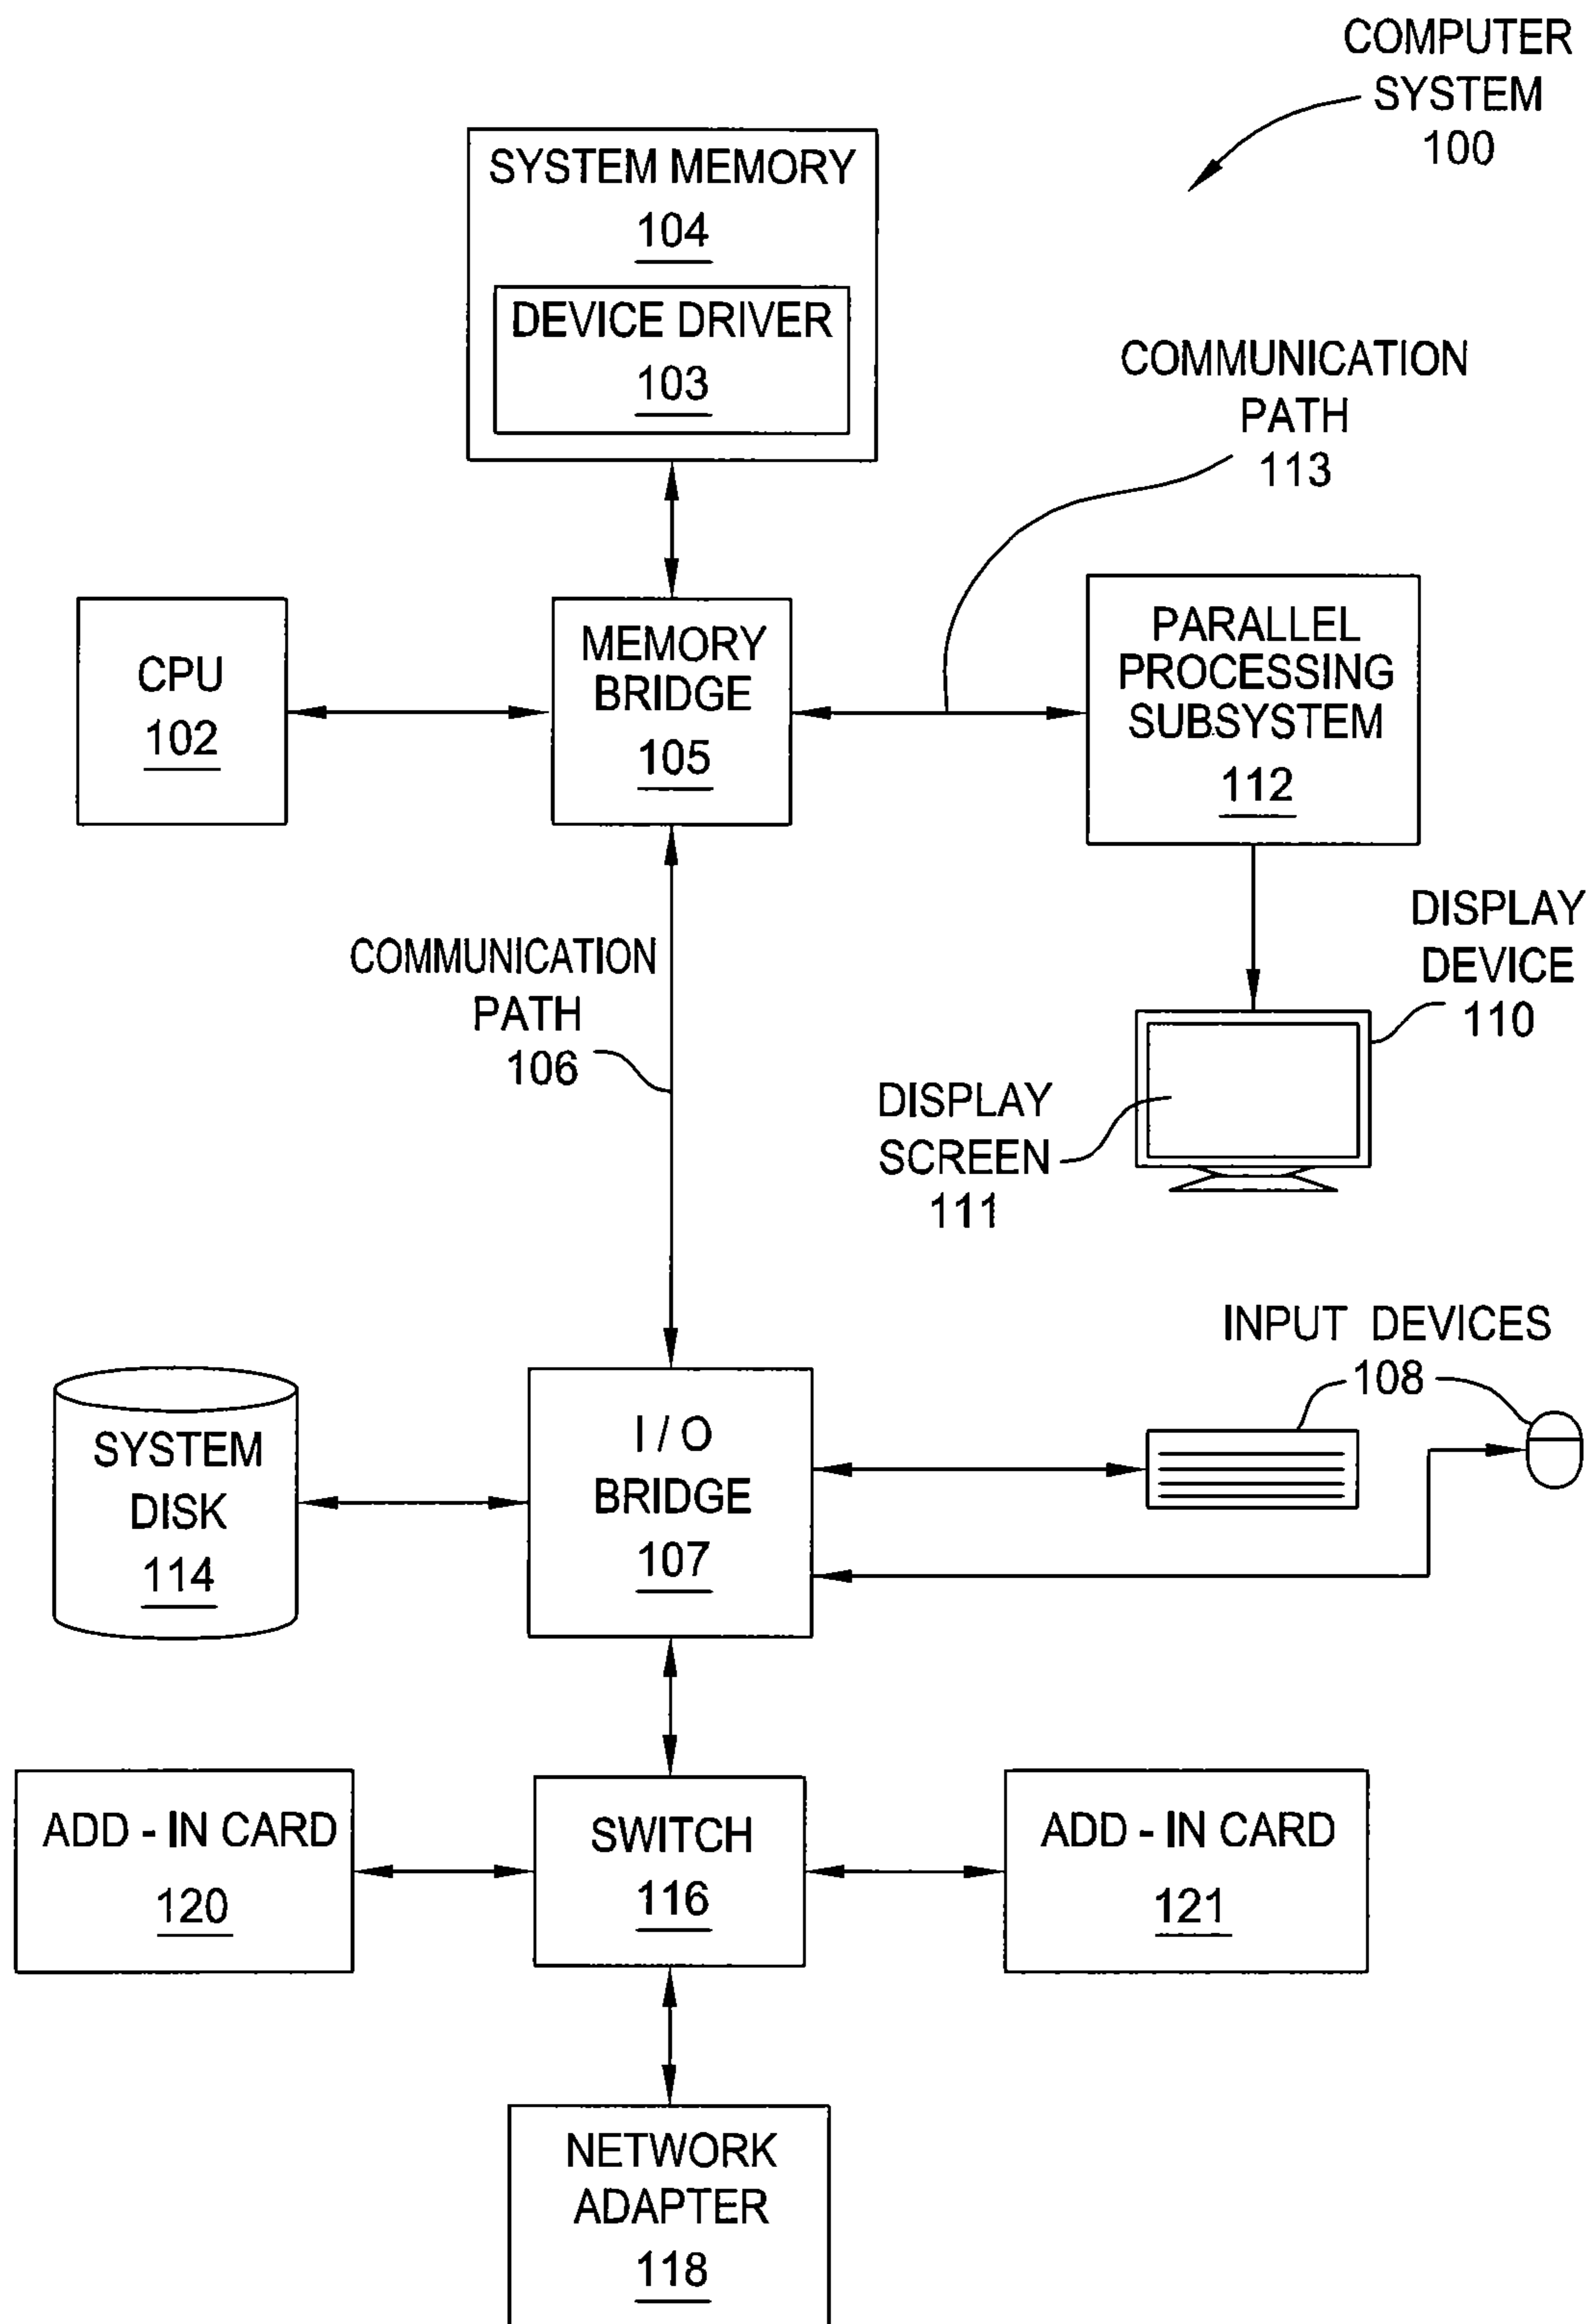 COMPUTER
SYSTEM
100
SYSTEM MEMORY
104
DEVICE DRIVER
103
COMMUNICATION
PATH
113
CPU
102
MEMORY
BRIDGE
105
PARALLEL
PROCESSING
SUBSYSTEM
112
COMMUNICATION
PATH
106
DISPLAY
DEVICE
110
DISPLAY
SCREEN
111
INPUT DEVICES
108
SYSTEM
DISK
114
I / O
BRIDGE
107
ADD - IN CARD
120
SWITCH
116
ADD - IN CARD
121
NETWORK
ADAPTER
118